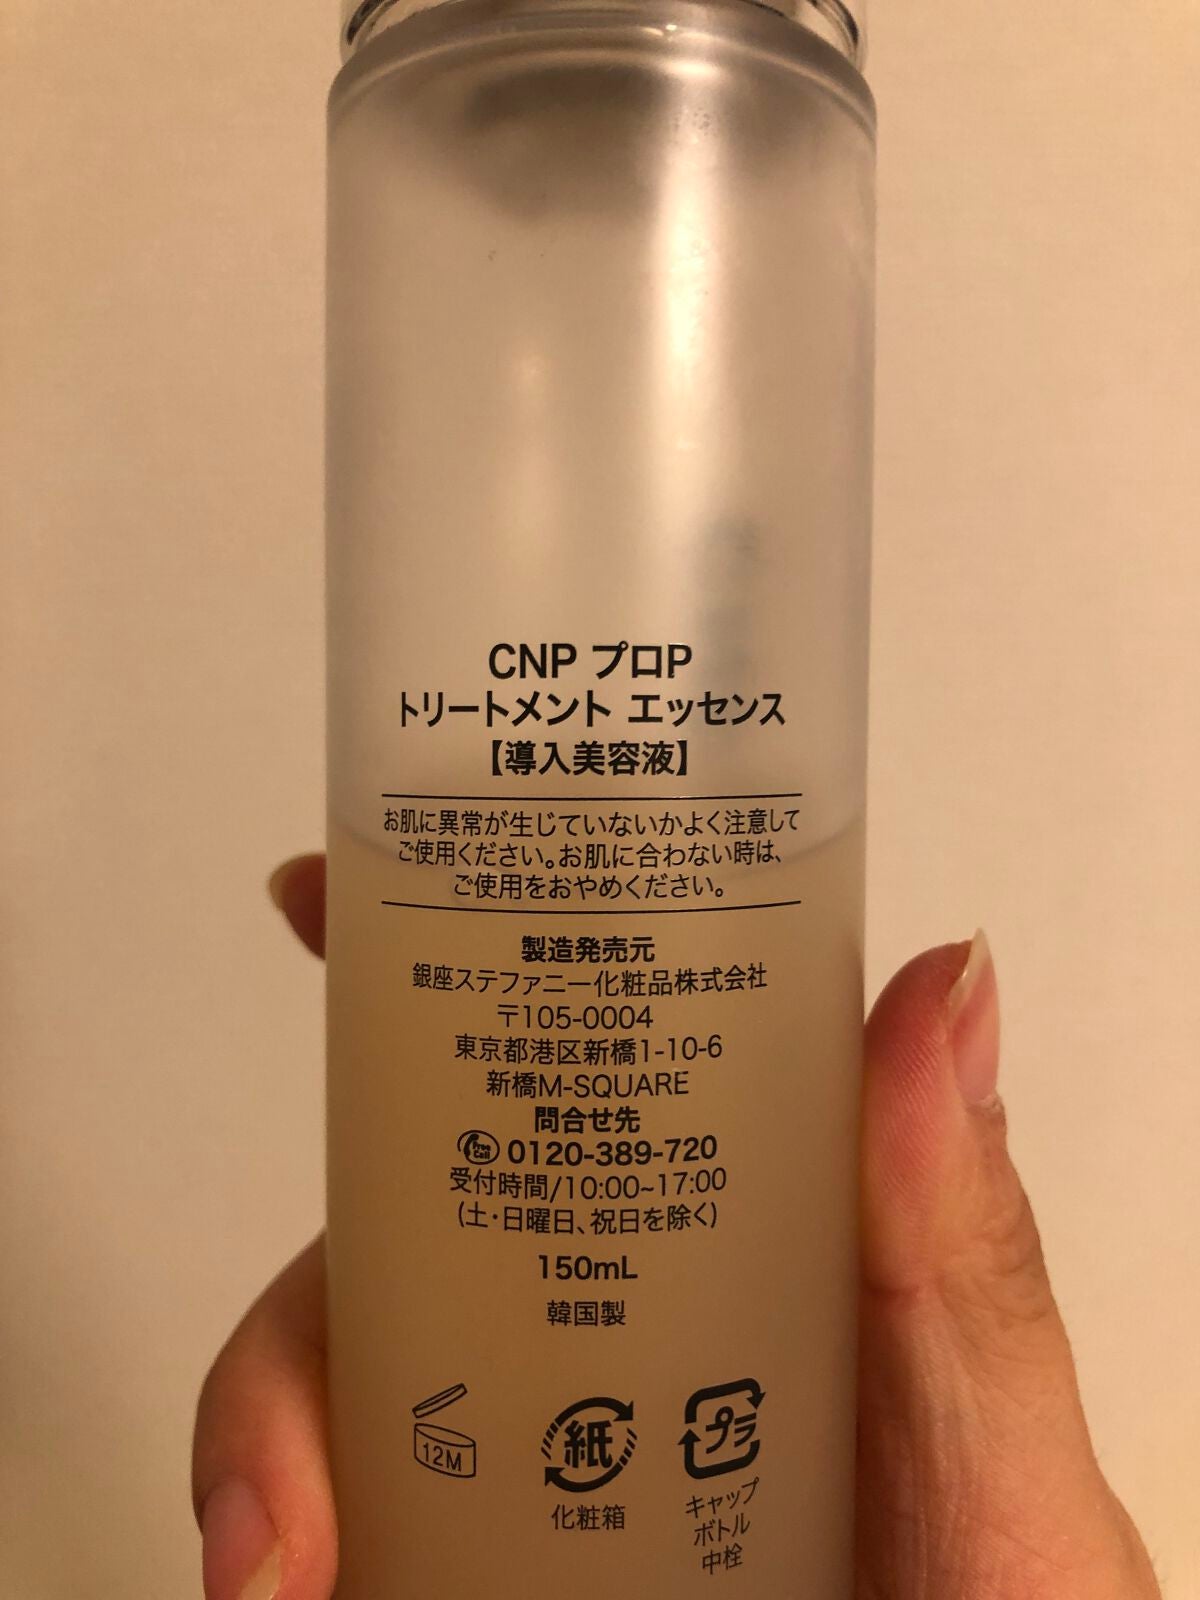 CNP プロP
トリートメント エッセンス
【導入美容液】
お肌に異常が生じていないかよく注意して
ご使用ください。お肌に合わない時は、
ご使用をおやめください。
製造発売元
銀座ステファニー化粧品株式会社
〒105-0004
東京都港区新橋1-10-6
新橋M-SQUARE
問合せ先
Free Call 0120-389-720
受付時間/10:00~17:00
(土・日曜日、祝日を除く)
150mL
韓国製
12M
紙
プラ
化粧箱
キャップ
ボトル
中栓